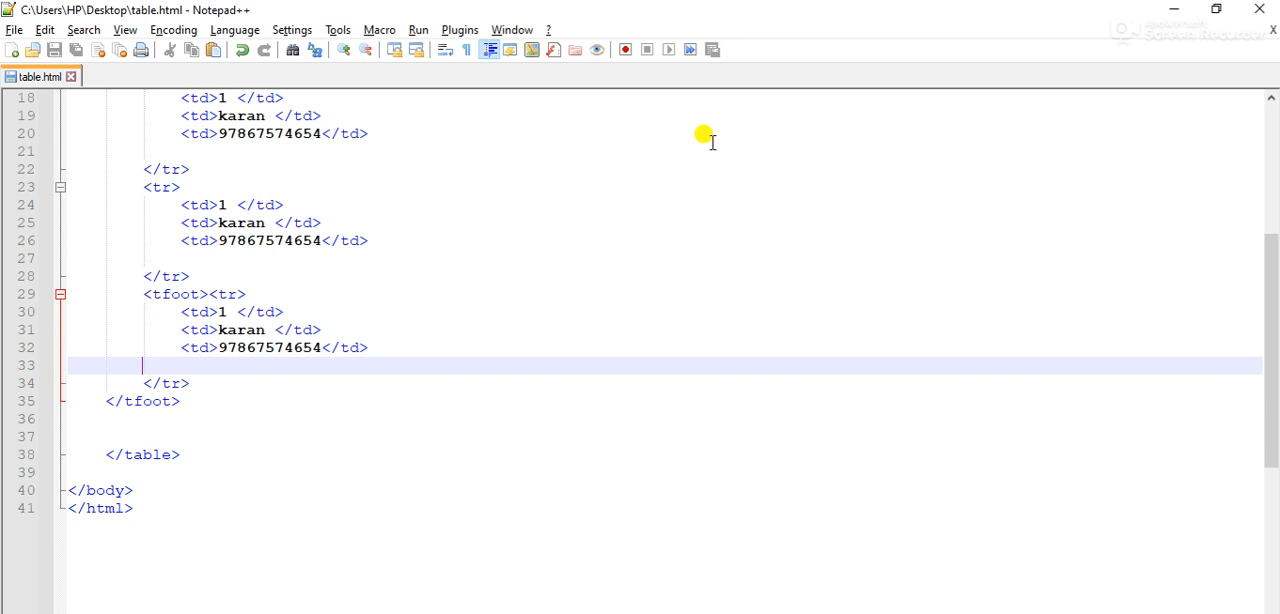 C:\Users\HP\Desktop\table.html - Notepad++
File Edit Search View Encoding Language Settings Tools Macro Run Plugins Window ? X
Screen Recorder
table.html
18 <td>1 </td>
19 <td>karan </td>
20 <td>97867574654</td>
21
22 </tr>
23 <tr>
24 <td>1 </td>
25 <td>karan </td>
26 <td>97867574654</td>
27
28 </tr>
29 <tfoot><tr>
30 <td>1 </td>
31 <td>karan </td>
32 <td>97867574654</td>
33
34 </tr>
35 </tfoot>
36
37
38 </table>
39
40 </body>
41 </html>